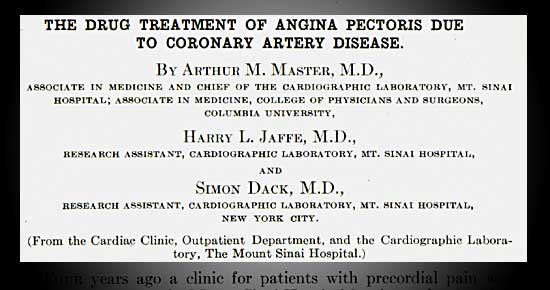 THE DRUG TREATMENT OF ANGINA PECTORIS DUE
TO CORONARY ARTERY DISEASE.
BY ARTHUR M. MASTER, M.D.,
ASSOCIATE IN MEDICINE AND CHIEF OF THE CARDIOGRAPHIC LABORATORY, MT. SINAI
HOSPITAL; ASSOCIATE IN MEDICINE, COLLEGE OF PHYSICIANS AND SURGEONS,
COLUMBIA UNIVERSITY,
HARRY L. JAFFE, M.D.,
RESEARCH ASSISTANT, CARDIOGRAPHIC LABORATORY, MT. SINAI HOSPITAL,
AND
SIMON DACK, M.D.,
RESEARCH ASSISTANT, CARDIOGRAPHIC LABORATORY, MT. SINAI HOSPITAL,
NEW YORK CITY.
(From the Cardiac Clinic, Outpatient Department, and the Cardiographic Labora-
tory, The Mount Sinai Hospital.)
FOUR years ago a clinic for patients with precordial pain